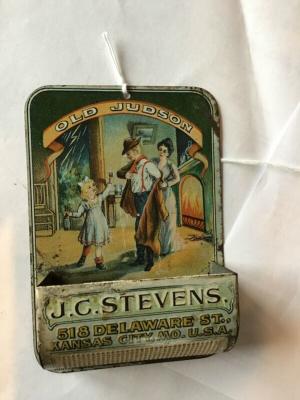 OLD JUDSON
J.C. STEVENS.
518 DELAWARE ST.,
KANSAS CITY, MO. U.S.A.